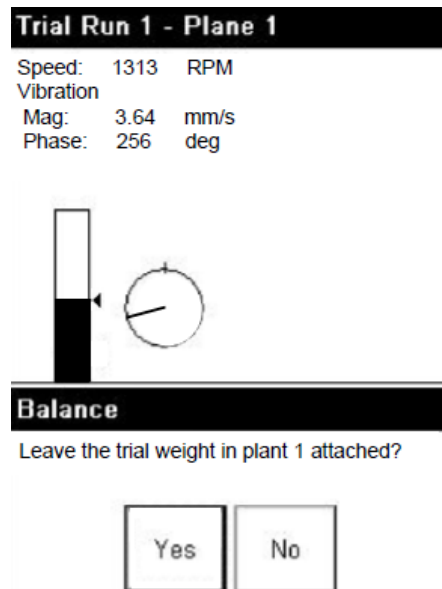 Trial Run 1 - Plane 1
Speed: 1313 RPM
Vibration
Mag: 3.64 mm/s
Phase: 256 deg
Balance
Leave the trial weight in plant 1 attached?
Yes No